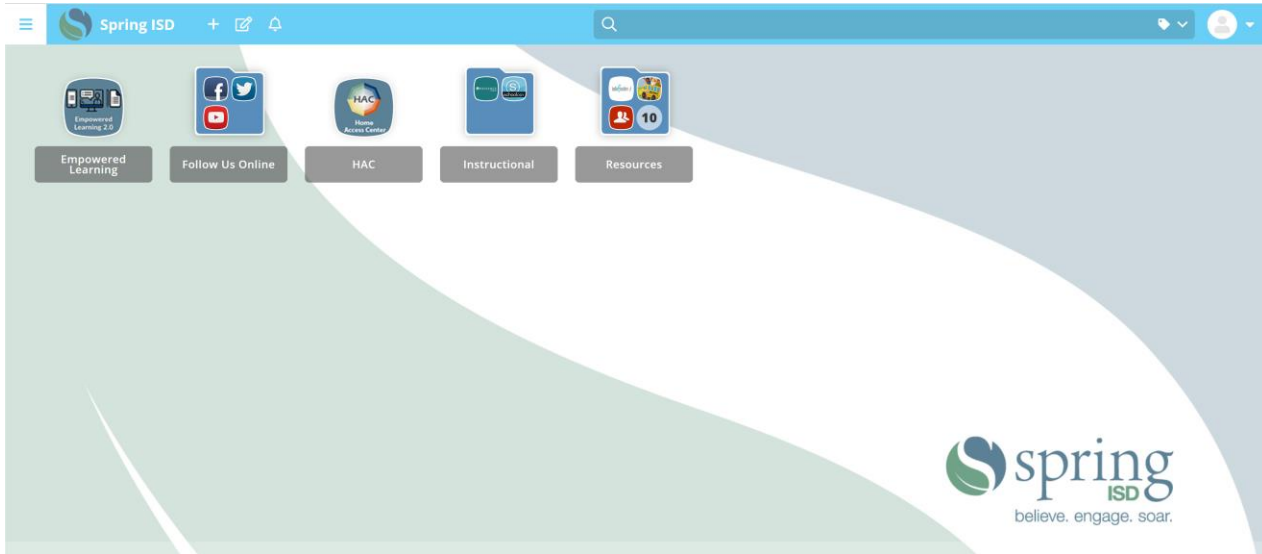 Spring ISD
Empowered
Learning 2.0
HAC
Home
Access Center
schoology
10
Empowered
Learning
Follow Us Online
HAC
Instructional
Resources
spring
ISD
believe. engage. soar.